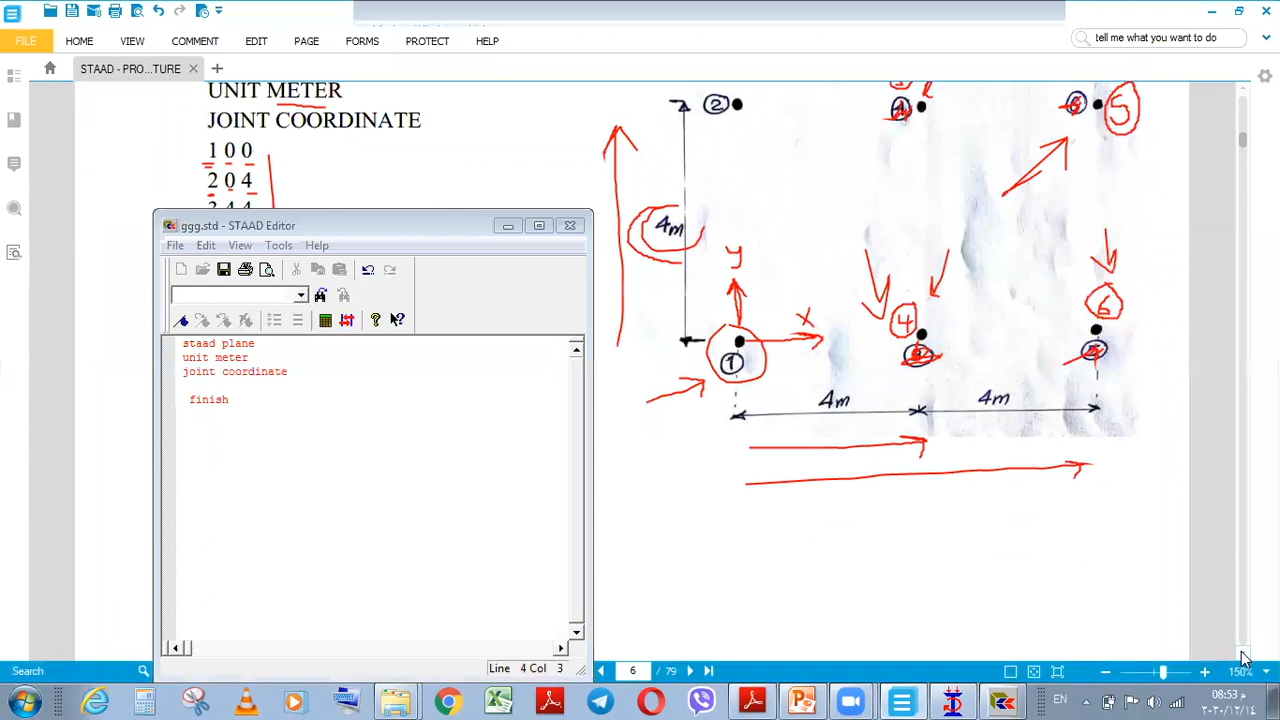 FILE HOME VIEW COMMENT EDIT PAGE FORMS PROTECT HELP
tell me what you want to do
STAAD - PRO...TURE
UNIT METER
JOINT COORDINATE
1 0 0
2 0 4
ggg.std - STAAD Editor
File Edit View Tools Help
staad plane
unit meter
joint coordinate
finish
Line 4 Col 3
2
5
4m
y
x
1
4
6
4m
4m
Search
6 / 79
150%
EN
08:53 م
٢٠٢٠/١٢/١٤